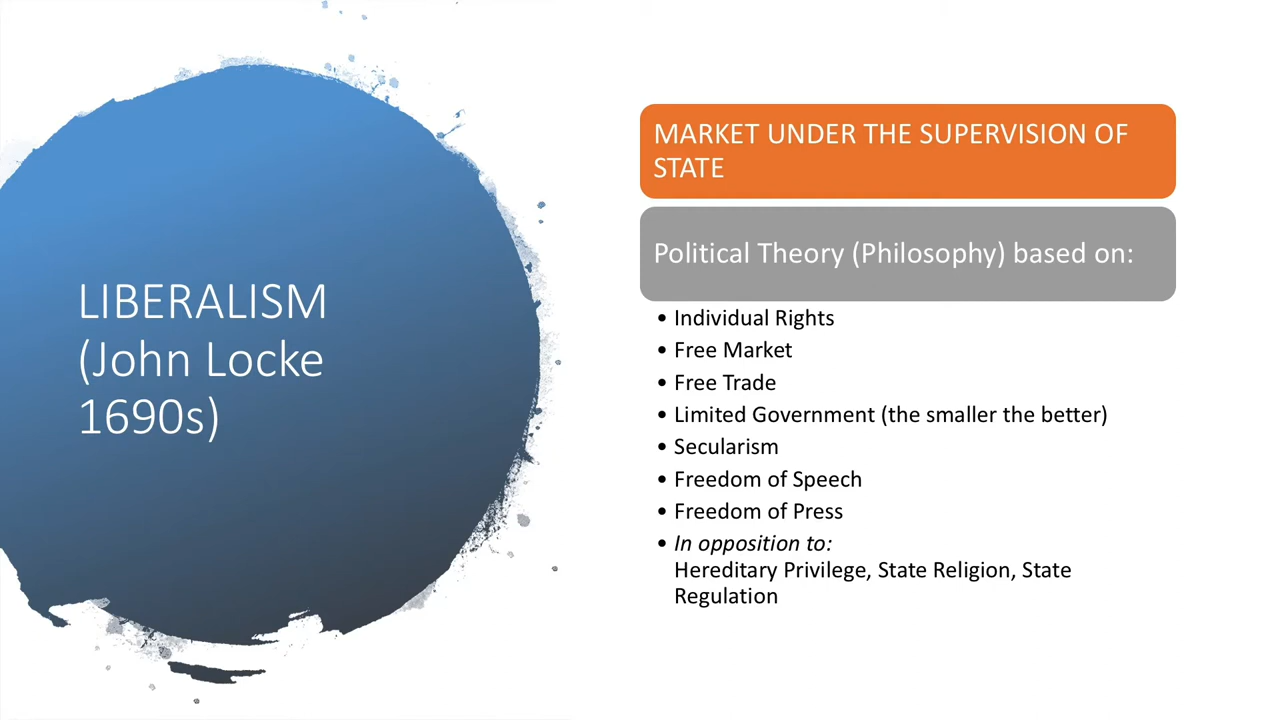 LIBERALISM
(John Locke
1690s)
MARKET UNDER THE SUPERVISION OF
STATE
Political Theory (Philosophy) based on:
• Individual Rights
• Free Market
• Free Trade
• Limited Government (the smaller the better)
• Secularism
• Freedom of Speech
• Freedom of Press
• In opposition to:
Hereditary Privilege, State Religion, State
Regulation